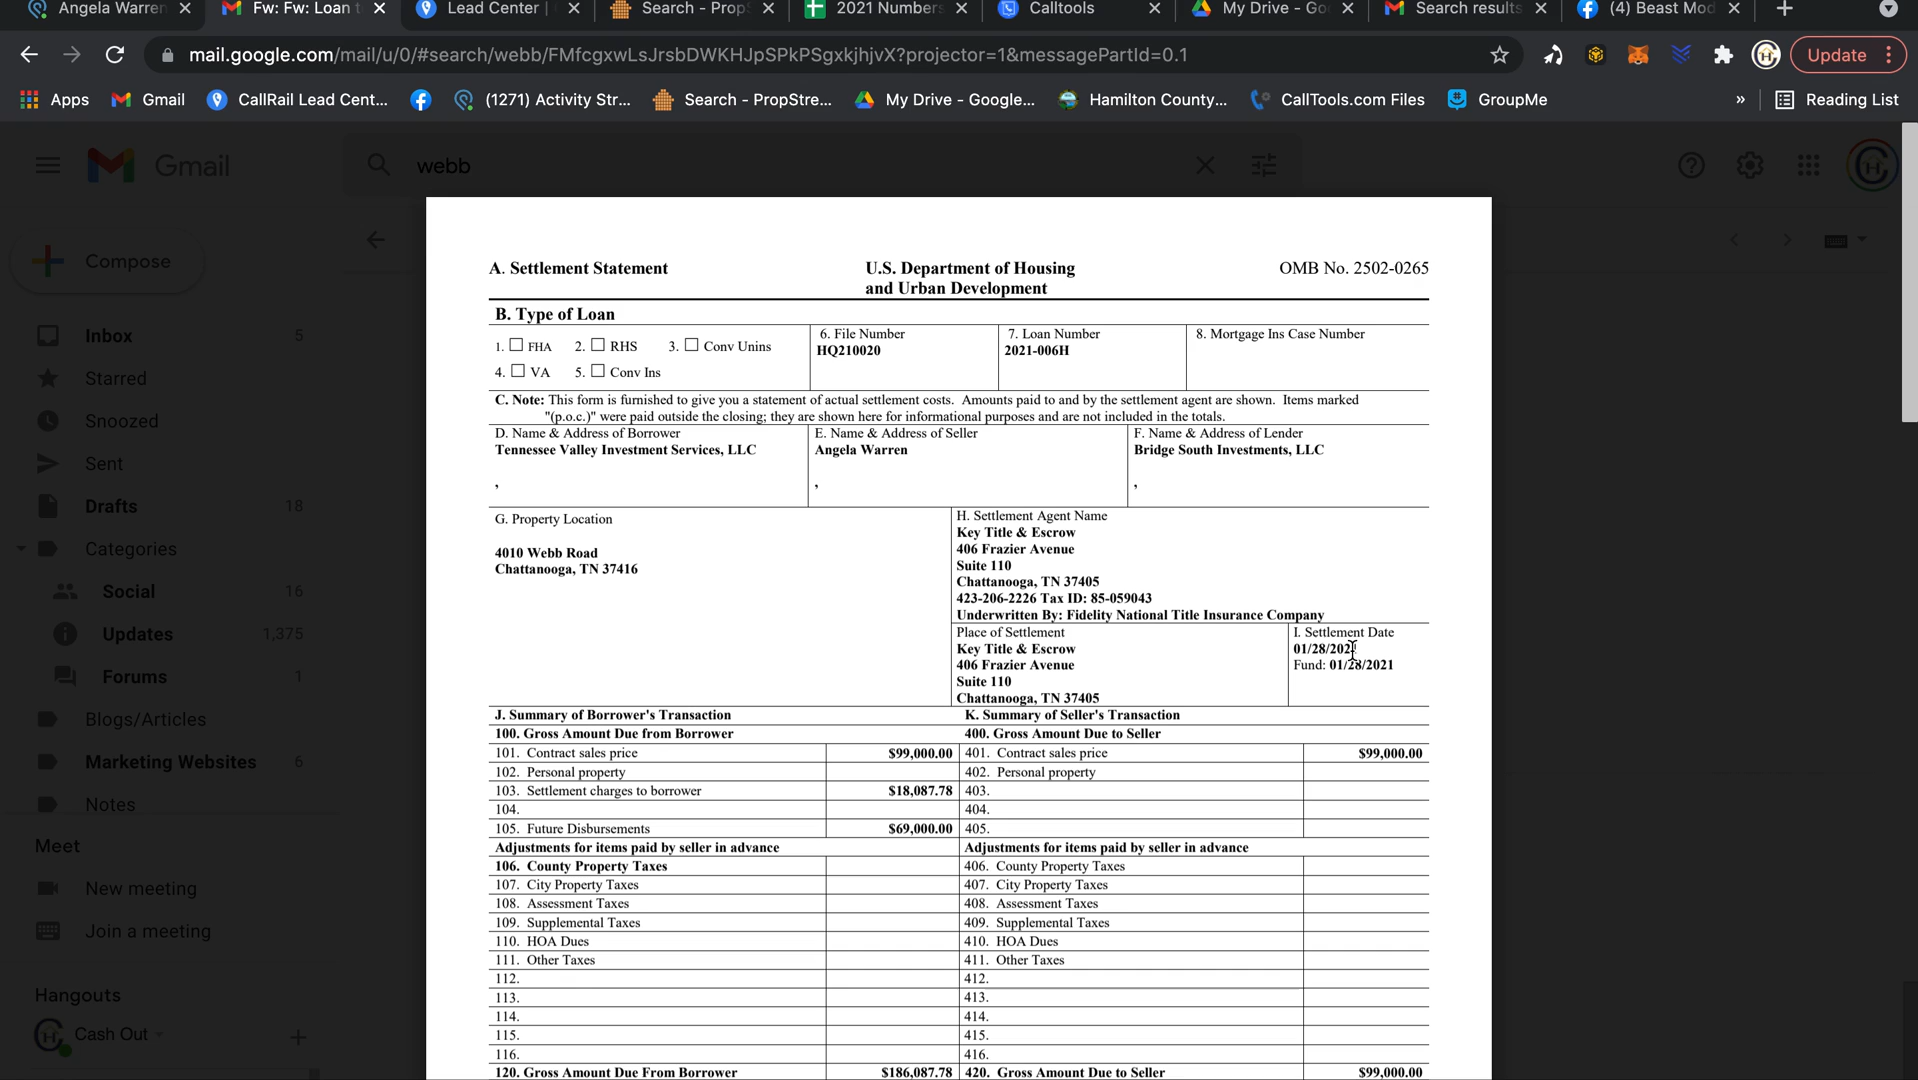 Angela Warren
Fw: Fw: Loan t
Lead Center |
Search - PropS
2021 Numbers
Calltools
My Drive - Go
Search results
(4) Beast Mod
mail.google.com/mail/u/0/#search/webb/FMfcgxwLsJrsbDWKHJpSPkPSgxkjhjvX?projector=1&messagePartId=0.1
Update
Apps
Gmail
CallRail Lead Cent...
(1271) Activity Str...
Search - PropStre...
My Drive - Google...
Hamilton County...
CallTools.com Files
GroupMe
»
Reading List
Gmail
webb
Compose
Inbox 5
Starred
Snoozed
Sent
Drafts 18
Categories
Social 16
Updates 1,375
Forums 1
Blogs/Articles
Marketing Websites 6
Notes
Meet
New meeting
Join a meeting
Hangouts
Cash Out
A. Settlement Statement
U.S. Department of Housing
and Urban Development
OMB No. 2502-0265
B. Type of Loan
1. FHA 2. RHS 3. Conv Unins
4. VA 5. Conv Ins
6. File Number
HQ210020
7. Loan Number
2021-006H
8. Mortgage Ins Case Number
C. Note: This form is furnished to give you a statement of actual settlement costs. Amounts paid to and by the settlement agent are shown. Items marked
"(p.o.c.)" were paid outside the closing; they are shown here for informational purposes and are not included in the totals.
D. Name & Address of Borrower
Tennessee Valley Investment Services, LLC
,
E. Name & Address of Seller
Angela Warren
,
F. Name & Address of Lender
Bridge South Investments, LLC
,
G. Property Location
4010 Webb Road
Chattanooga, TN 37416
H. Settlement Agent Name
Key Title & Escrow
406 Frazier Avenue
Suite 110
Chattanooga, TN 37405
423-206-2226 Tax ID: 85-059043
Underwritten By: Fidelity National Title Insurance Company
Place of Settlement
Key Title & Escrow
406 Frazier Avenue
Suite 110
Chattanooga, TN 37405
I. Settlement Date
01/28/2021
Fund: 01/28/2021
J. Summary of Borrower's Transaction
K. Summary of Seller's Transaction
100. Gross Amount Due from Borrower
400. Gross Amount Due to Seller
101. Contract sales price $99,000.00 401. Contract sales price $99,000.00
102. Personal property 402. Personal property
103. Settlement charges to borrower $18,087.78 403.
104. 404.
105. Future Disbursements $69,000.00 405.
Adjustments for items paid by seller in advance Adjustments for items paid by seller in advance
106. County Property Taxes 406. County Property Taxes
107. City Property Taxes 407. City Property Taxes
108. Assessment Taxes 408. Assessment Taxes
109. Supplemental Taxes 409. Supplemental Taxes
110. HOA Dues 410. HOA Dues
111. Other Taxes 411. Other Taxes
112. 412.
113. 413.
114. 414.
115. 415.
116. 416.
120. Gross Amount Due From Borrower $186,087.78 420. Gross Amount Due to Seller $99,000.00